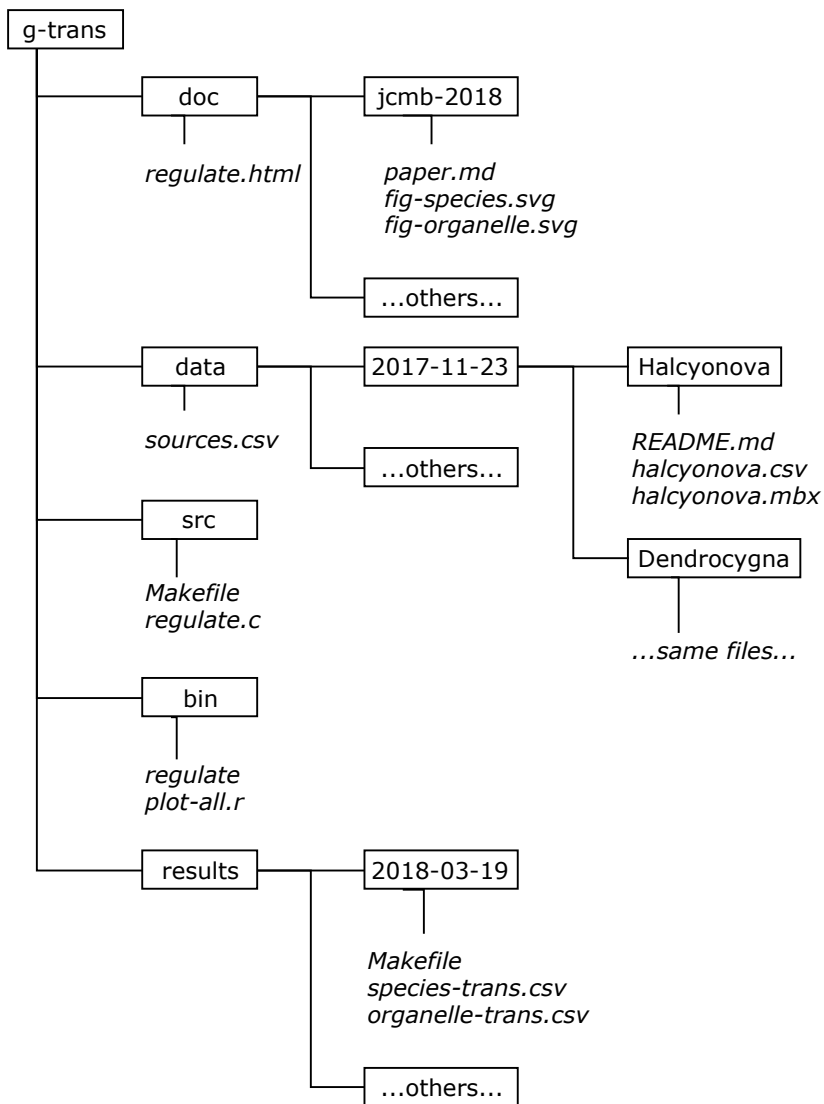 g-trans
doc
jcmb-2018
regulate.html
paper.md
fig-species.svg
fig-organelle.svg
...others...
data
2017-11-23
Halcyonova
sources.csv
README.md
halcyonova.csv
halcyonova.mbx
...others...
src
Dendrocygna
Makefile
regulate.c
...same files...
bin
regulate
plot-all.r
results
2018-03-19
Makefile
species-trans.csv
organelle-trans.csv
...others...